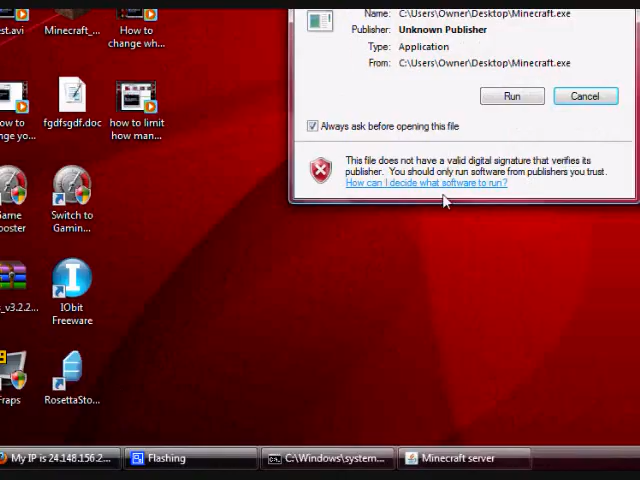 est.avi
Minecraft_...
How to
change wh...
Name: C:\Users\Owner\Desktop\Minecraft.exe
Publisher: Unknown Publisher
Type: Application
From: C:\Users\Owner\Desktop\Minecraft.exe
Run
Cancel
Always ask before opening this file
This file does not have a valid digital signature that verifies its
publisher. You should only run software from publishers you trust.
How can I decide what software to run?
ow to
nge yo...
fgdfsgdf.doc
how to limit
how man...
Game
ooster
Switch to
Gamin...
s_v3.2.2...
IObit
Freeware
Fraps
RosettaSto...
My IP is 24.148.156.2...
Flashing
C:\Windows\system...
Minecraft server